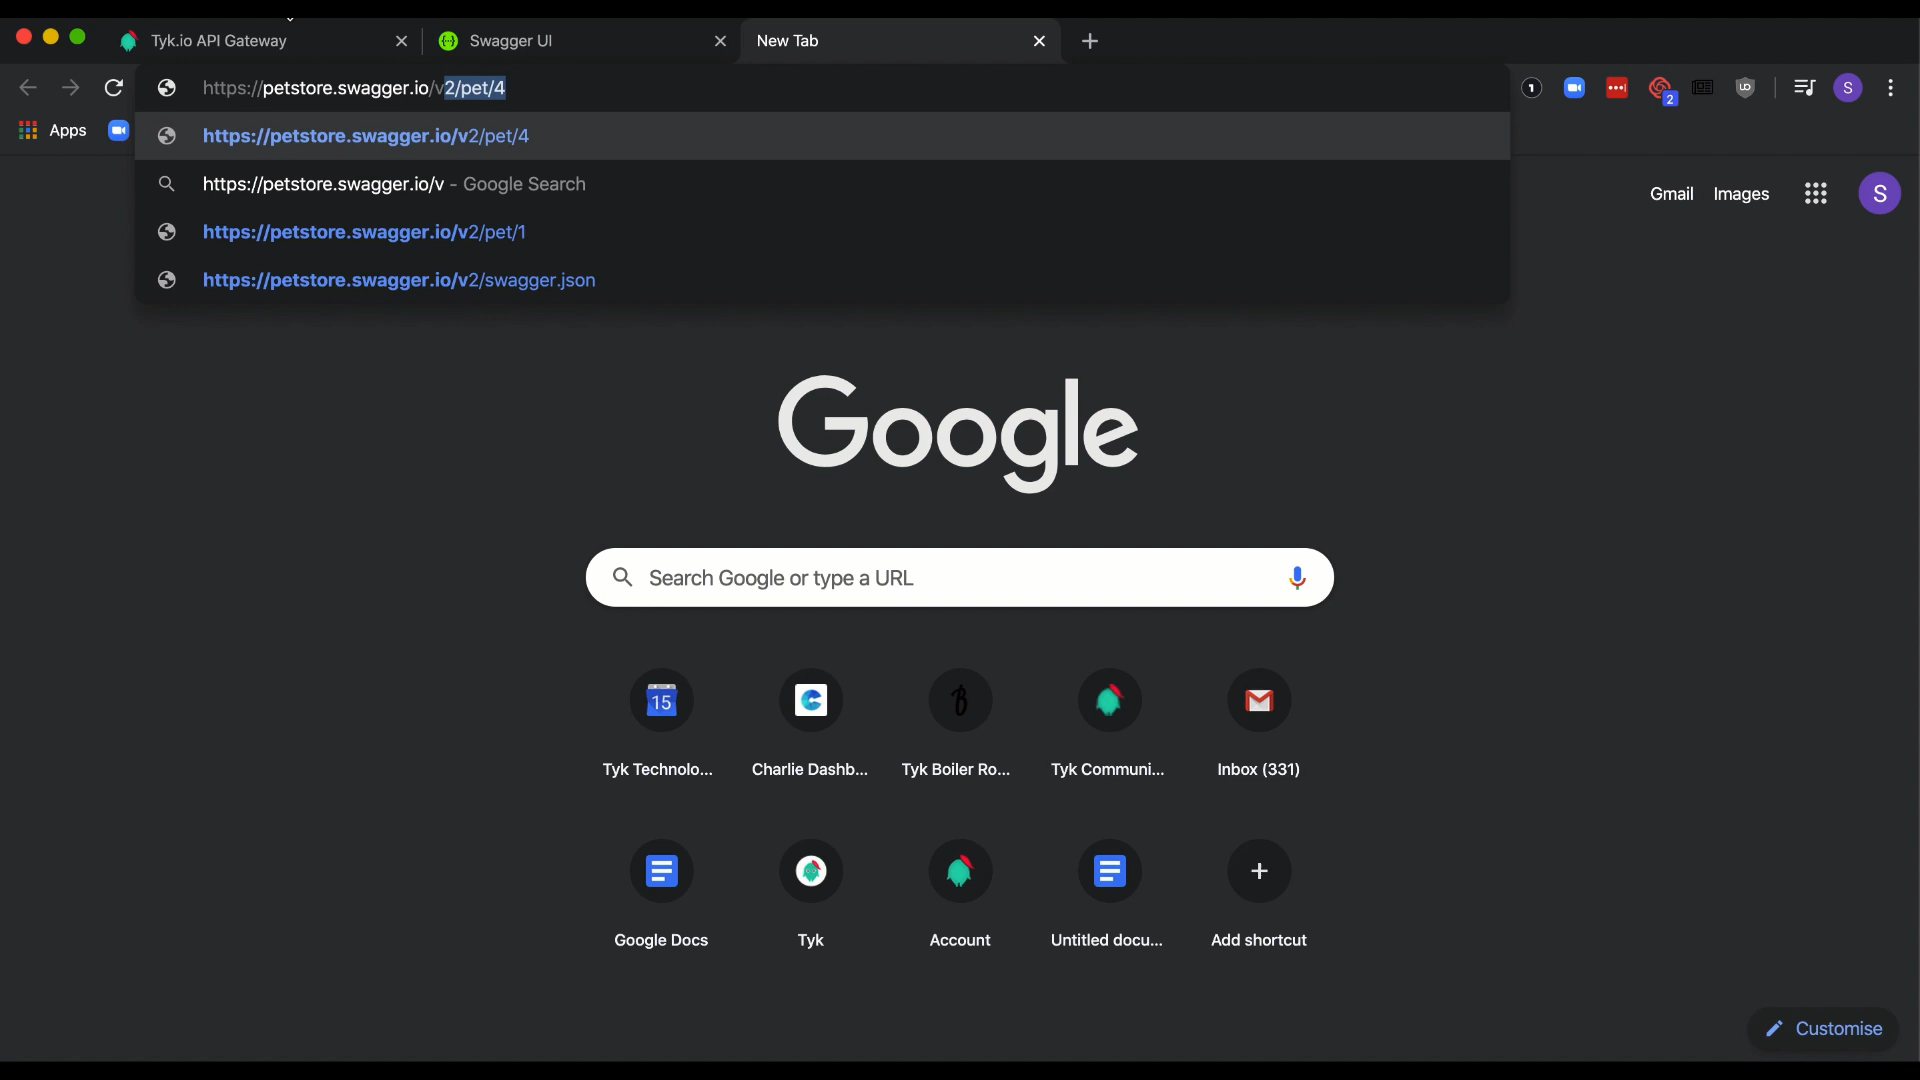 Tyk.io API Gateway
Swagger UI
New Tab
https://petstore.swagger.io/v2/pet/4
1
2
S
Apps
https://petstore.swagger.io/v2/pet/4
https://petstore.swagger.io/v - Google Search
https://petstore.swagger.io/v2/pet/1
https://petstore.swagger.io/v2/swagger.json
Gmail
Images
S
Google
Search Google or type a URL
15
Tyk Technolo...
Charlie Dashb...
Tyk Boiler Ro...
Tyk Communi...
Inbox (331)
Google Docs
Tyk
Account
Untitled docu...
Add shortcut
Customise